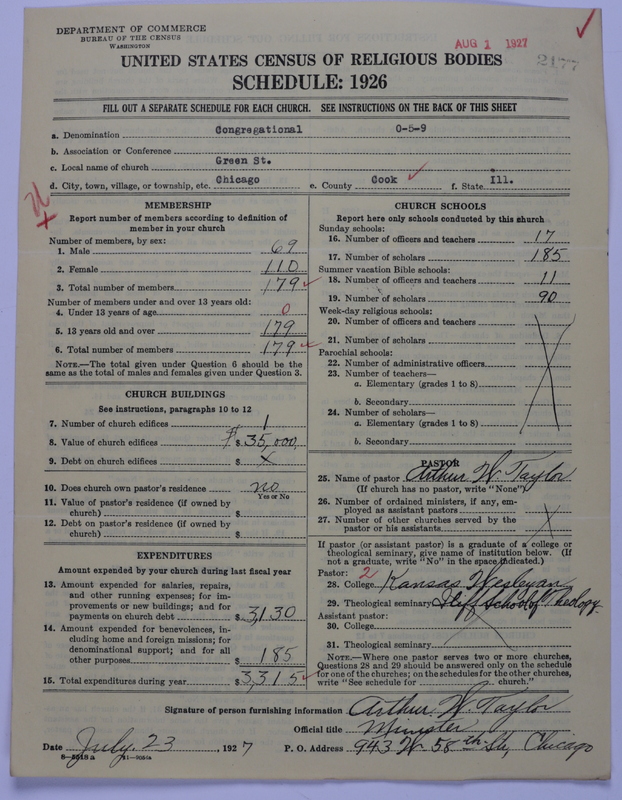 DEPARTMENT OF COMMERCE
BUREAU OF THE CENSUS
WASHINGTON
AUG 1 1927
2177
UNITED STATES CENSUS OF RELIGIOUS BODIES
SCHEDULE: 1926
FILL OUT A SEPARATE SCHEDULE FOR EACH CHURCH. SEE INSTRUCTIONS ON THE BACK OF THIS SHEET
a. Denomination Congregational 0-5-9
b. Association or Conference
c. Local name of church Green St.
d. City, town, village, or township, etc. Chicago e. County Cook f. State Ill.
MEMBERSHIP
Report number of members according to definition of
member in your church
Number of members, by sex:
1. Male 69
2. Female 110
3. Total number of members 179
Number of members under and over 13 years old:
4. Under 13 years of age 0
5. 13 years old and over 179
6. Total number of members 179
NOTE.—The total given under Question 6 should be
same as the total of males and females given under Question 3.
CHURCH BUILDINGS
See instructions, paragraphs 10 to 12
7. Number of church edifices 1
8. Value of church edifices $ $35,000
9. Debt on church edifices $ X
10. Does church own pastor's residence no
Yes or No
11. Value of pastor's residence (if owned by
church) $
12. Debt on pastor's residence (if owned by
church) $
EXPENDITURES
Amount expended by church during last fiscal year
13. Amount expended for salaries, repairs,
and other running expenses; for im-
provements or new buildings; and for
payments on church debt $3,130
14. Amount expended for benevolences, in-
cluding home and foreign missions; for
denominational support; and for all
other purposes $ 185
15. Total expenditures during year $3,315
CHURCH SCHOOLS
Report here only schools conducted by this church
Sunday schools:
16. Number of officers and teachers 17
17. Number of scholars 185
Summer vacation Bible schools:
18. Number of officers and teachers 11
19. Number of scholars 90
Week-day religious schools:
20. Number of officers and teachers
21. Number of scholars
Parochial schools:
22. Number of administrative officers
23. Number of teachers—
a. Elementary (grades 1 to 8)
b. Secondary
24. Number of scholars—
a. Elementary (grades 1 to 8)
b. Secondary
PASTOR
25. Name of pastor Arthur W. Taylor
(If church has no pastor, write "None")
26. Number of ordained ministers, if any, em-
ployed as assistant pastors
27. Number of other churches served by the
pastor or his assistants
If pastor (or assistant pastor) is a graduate of a college or
theological seminary, give name of institution below. (If
not a graduate, write "No" in the space indicated.)
Pastor: 2
28. College Kansas Wesleyan
29. Theological seminary Iliff School of Theology
Assistant pastor:
30. College
31. Theological seminary
NOTE.—Where one pastor serves two or more churches,
Questions 28 and 29 should be answered only on the schedule
for one of the churches; on the schedules for the other churches,
write "See schedule for church."
Signature of person furnishing information Arthur W. Taylor
Official title Minister
Date July 23, 1927 P. O. Address 943 W. 58th St, Chicago
8-5518 a